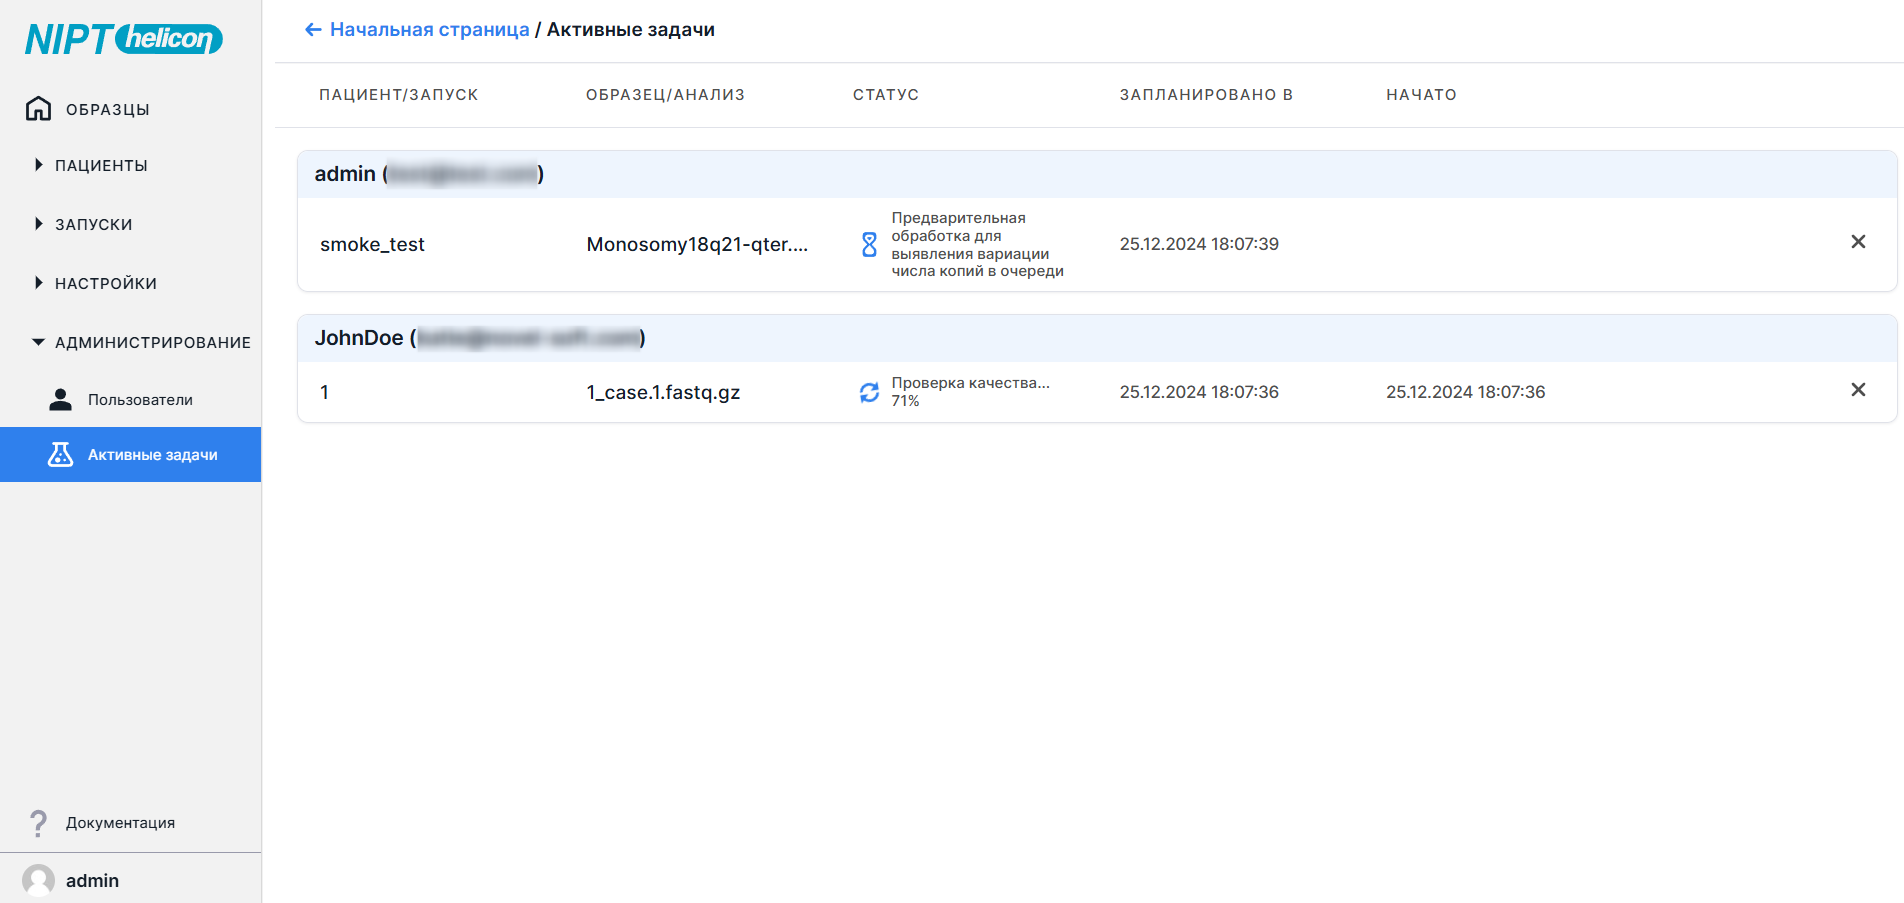 NIPT helicon
ОБРАЗЦЫ
ПАЦИЕНТЫ
ЗАПУСКИ
НАСТРОЙКИ
АДМИНИСТРИРОВАНИЕ
Пользователи
Активные задачи
Документация
admin
← Начальная страница / Активные задачи
ПАЦИЕНТ/ЗАПУСК ОБРАЗЕЦ/АНАЛИЗ СТАТУС ЗАПЛАНИРОВАНО В НАЧАТО
admin ( )
smoke_test Monosomy18q21-qter.... Предварительная
обработка для
выявления вариации
числа копий в очереди
25.12.2024 18:07:39
JohnDoe ( )
1 1_case.1.fastq.gz Проверка качества...
71%
25.12.2024 18:07:36 25.12.2024 18:07:36